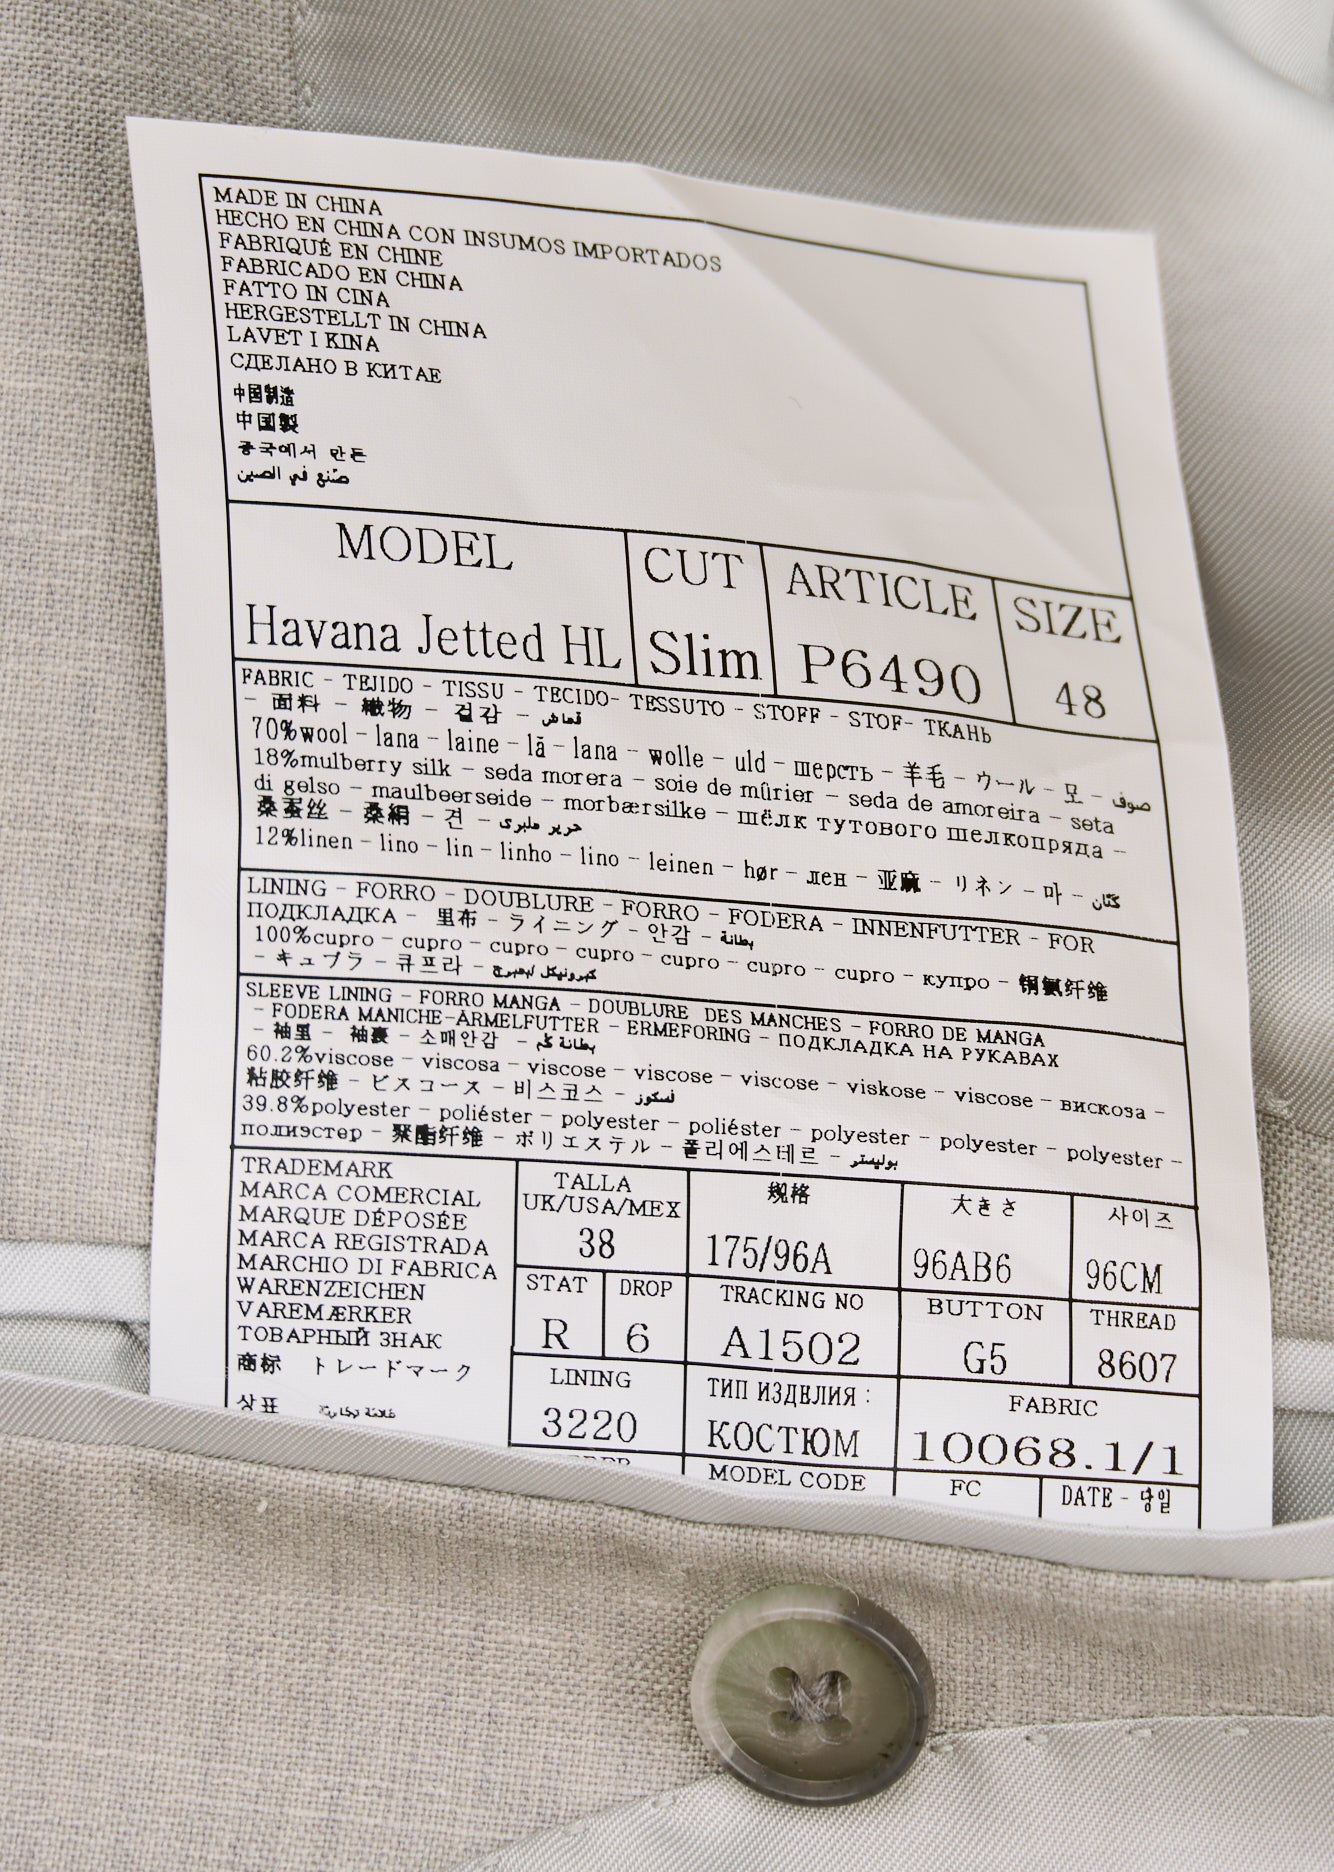 MADE IN CHINA
HECHO EN CHINA CON INSUMOS IMPORTADOS
FABRIQUÉ EN CHINE
FABRICADO EN CHINA
FATTO IN CINA
HERGESTELLT IN CHINA
LAVET I KINA
СДЕЛАНО В КИТАЕ
中国制造
中国製
중국에서 만든
صنع في الصين
MODEL CUT ARTICLE SIZE
Havana Jetted HL Slim P6490 48
FABRIC - TEJIDO - TISSU - TECIDO- TESSUTO - STOFF - STOF- ТКАНЬ
- 面料 - 織物 - 겉감 - قماش
70%wool - lana - laine - lã - lana - wolle - uld - шерсть - 羊毛 - ウール - 모 - صوف
18%mulberry silk - seda morera - soie de mûrier - seda de amoreira - seta
di gelso - maulbeerseide - morbærsilke - шёлк тутового шелкопряда -
桑蚕丝 - 桑絹 - 견 - حرير ملبري
12%linen - lino - lin - linho - lino - leinen - hør - лен - 亚麻 - リネン - 마 - كتان
LINING - FORRO - DOUBLURE - FORRO - FODERA - INNENFUTTER - FOR
ПОДКЛАДКА - 里布 - ライニング - 안감 - بطانة
100%cupro - cupro - cupro - cupro - cupro - cupro - cupro - купро - 铜氨纤维
- キュプラ - 큐프라 -
SLEEVE LINING - FORRO MANGA - DOUBLURE DES MANCHES - FORRO DE MANGA
- FODERA MANICHE-ARMELFUTTER - ERMEFORING - ПОДКЛАДКА НА РУКАВАХ
- 袖里 - 袖裏 - 소매안감 - بطانة كم
60.2%viscose - viscosa - viscose - viscose - viscose - viskose - viscose - вискоза -
粘胶纤维 - ビスコース - 비스코스 - فسكوز
39.8%polyester - poliéster - polyester - poliéster - polyester - polyester - polyester -
полиэстер - 聚酯纤维 - ポリエステル - 폴리에스테르 - بوليستر
TRADEMARK
MARCA COMERCIAL
MARQUE DÉPOSÉE
MARCA REGISTRADA
MARCHIO DI FABRICA
WARENZEICHEN
VAREMÆRKER
ТОВАРНЫЙ ЗНАК
商标 トレードマーク
상표 علامة تجارية
TALLA 规格 大きさ 사이즈
UK/USA/MEX
38 175/96A 96AB6 96CM
STAT DROP TRACKING NO BUTTON THREAD
R 6 A1502 G5 8607
LINING ТИП ИЗДЕЛИЯ : FABRIC
3220 КОСТЮМ 10068.1/1
MODEL CODE FC DATE -